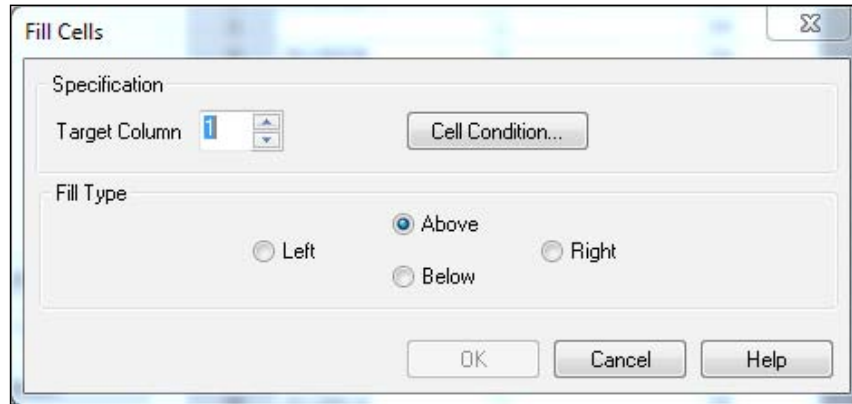 Fill Cells
Specification
Target Column 1 Cell Condition...
Fill Type
Above
Left Right
Below
OK Cancel Help